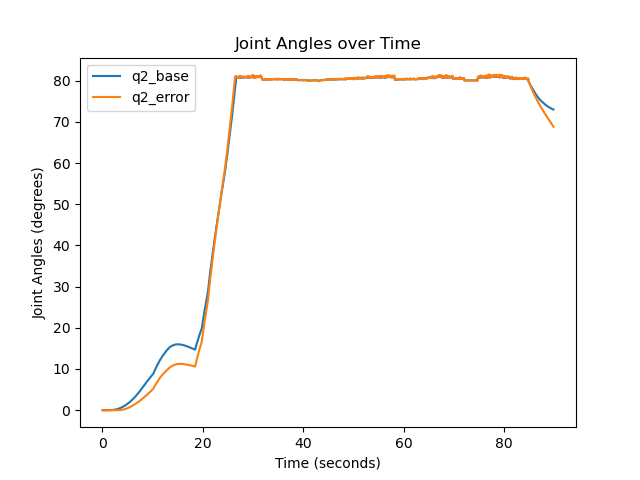 Joint Angles over Time
q2_base
q2_error
Joint Angles (degrees)
80
70
60
50
40
30
20
10
0
0 20 40 60 80
Time (seconds)